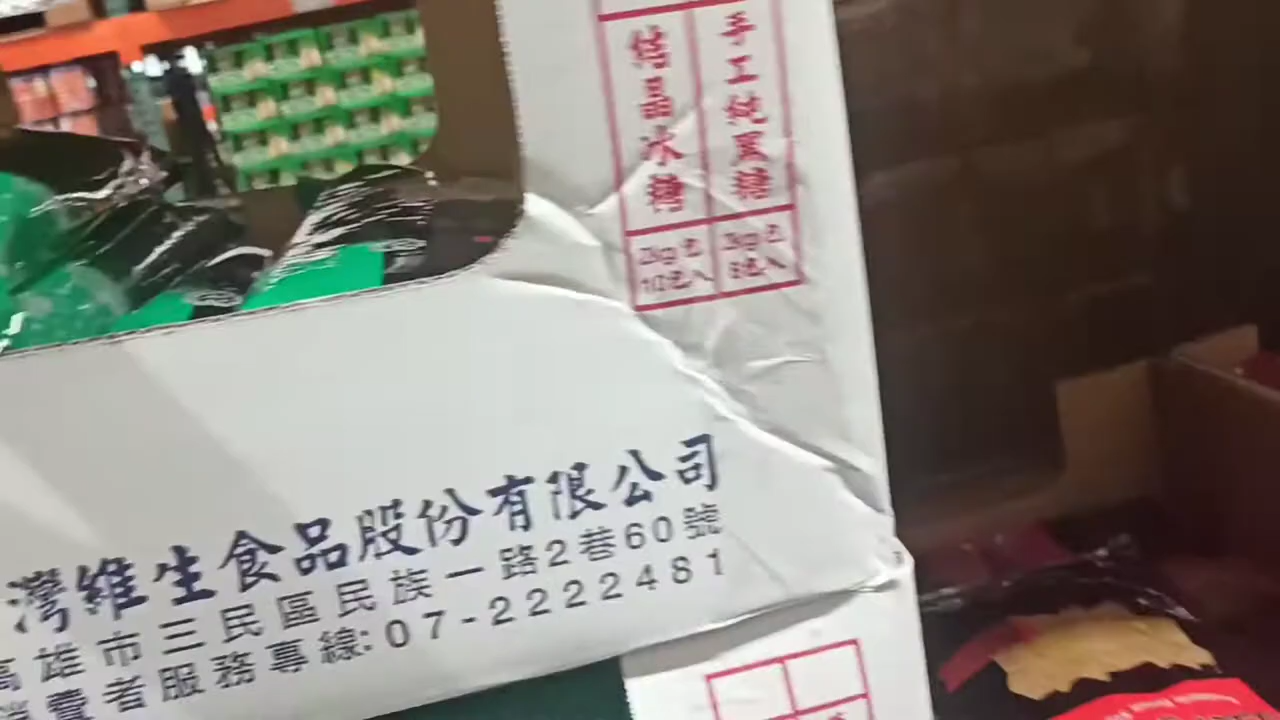 手工純黑糖
2kg包
8包入
結晶冰糖
2kg包
10包入
灣維生食品股份有限公司
高雄市三民區民族一路2巷60號
消費者服務專線:07-2222481